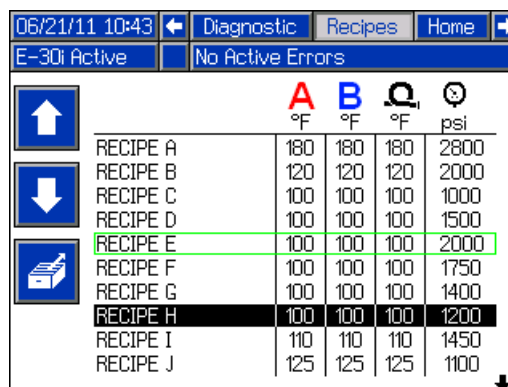 06/21/11 10:43 Diagnostic Recipes Home
E-30i Active No Active Errors
A B
°F °F °F psi
RECIPE A 180 180 180 2800
RECIPE B 120 120 120 2000
RECIPE C 100 100 100 1000
RECIPE D 100 100 100 1500
RECIPE E 100 100 100 2000
RECIPE F 100 100 100 1750
RECIPE G 100 100 100 1400
RECIPE H 100 100 100 1200
RECIPE I 110 110 110 1450
RECIPE J 125 125 125 1100